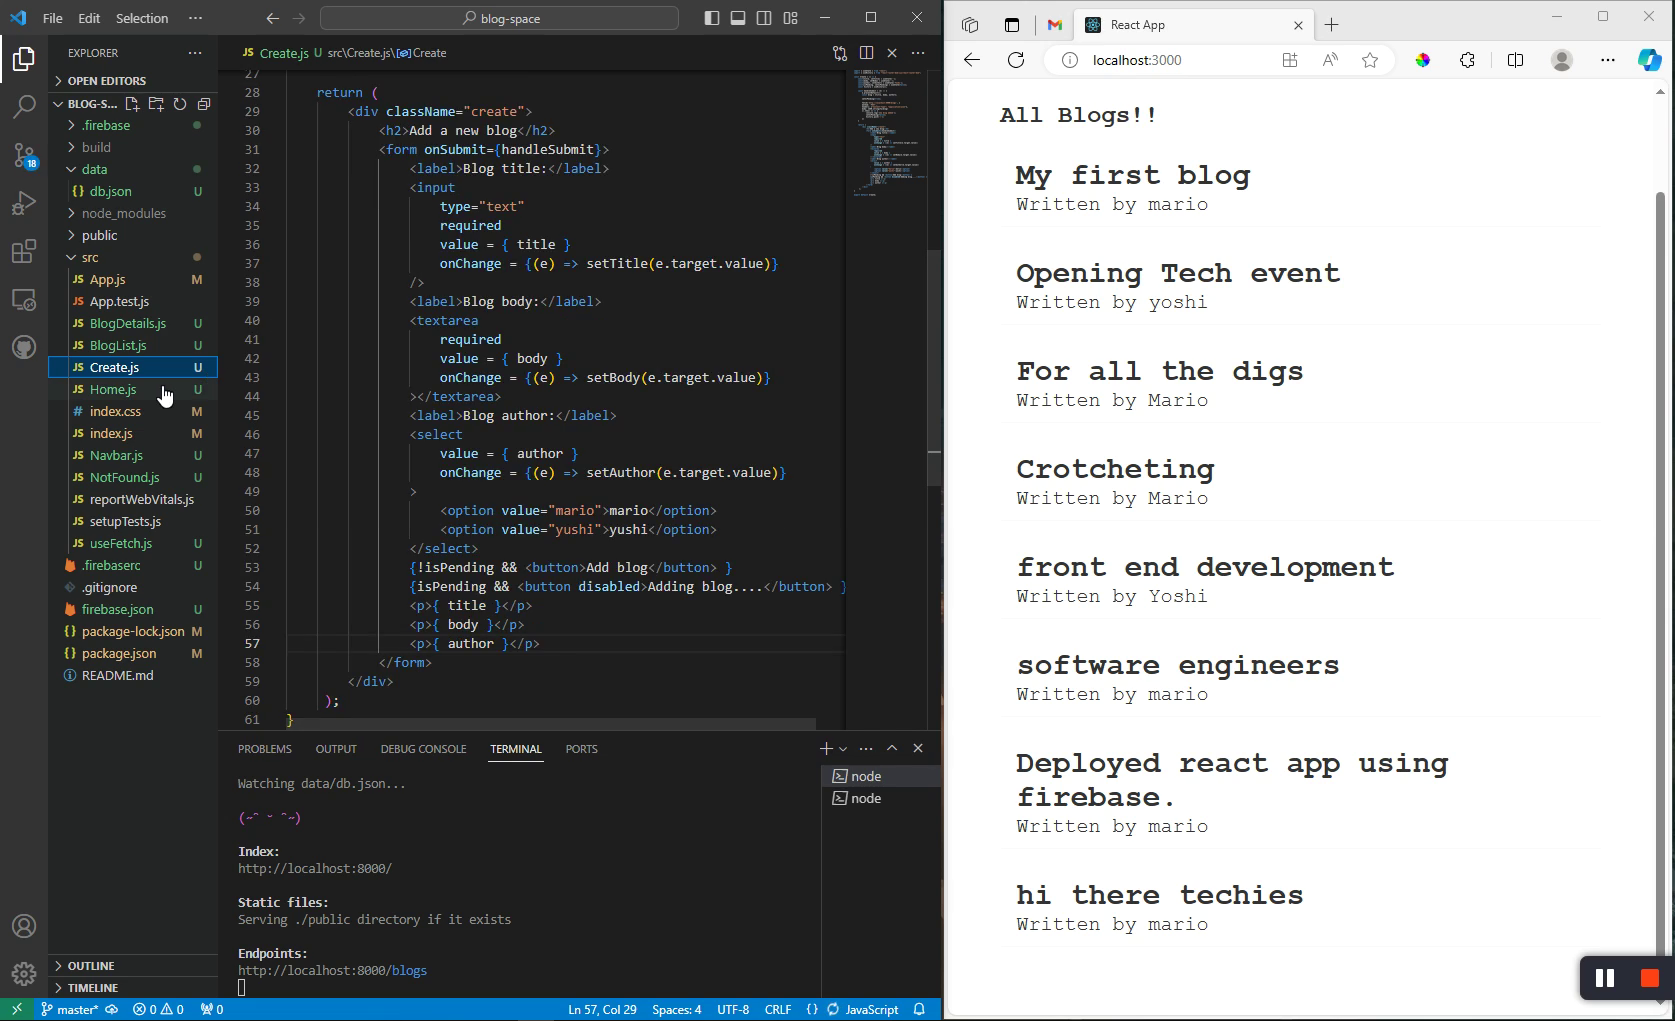 File Edit Selection ···
blog-space
React App
localhost:3000
EXPLORER
OPEN EDITORS
BLOG-S...
.firebase
build
data
db.json U
node_modules
public
src
App.js M
App.test.js
BlogDetails.js U
BlogList.js U
Create.js U
Home.js U
index.css M
index.js M
Navbar.js U
NotFound.js U
reportWebVitals.js
setupTests.js
useFetch.js U
.firebaserc U
.gitignore
firebase.json U
package-lock.json M
package.json M
README.md
OUTLINE
TIMELINE
18
JS Create.js U src\Create.js\Create
27
28 return (
29 <div className="create">
30 <h2>Add a new blog</h2>
31 <form onSubmit={handleSubmit}>
32 <label>Blog title:</label>
33 <input
34 type="text"
35 required
36 value = { title }
37 onChange = {(e) => setTitle(e.target.value)}
38 />
39 <label>Blog body:</label>
40 <textarea
41 required
42 value = { body }
43 onChange = {(e) => setBody(e.target.value)}
44 ></textarea>
45 <label>Blog author:</label>
46 <select
47 value = { author }
48 onChange = {(e) => setAuthor(e.target.value)}
49 >
50 <option value="mario">mario</option>
51 <option value="yushi">yushi</option>
52 </select>
53 {!isPending && <button>Add blog</button> }
54 {isPending && <button disabled>Adding blog....</button> }
55 <p>{ title }</p>
56 <p>{ body }</p>
57 <p>{ author }</p>
58 </form>
59 </div>
60 );
61 }
PROBLEMS OUTPUT DEBUG CONSOLE TERMINAL PORTS
node
node
Watching data/db.json...
(~ˆ ˘ ˆ~)
Index:
http://localhost:8000/
Static files:
Serving ./public directory if it exists
Endpoints:
http://localhost:8000/blogs
master* 0 0 0 Ln 57, Col 29 Spaces: 4 UTF-8 CRLF {} JavaScript
All Blogs!!
My first blog
Written by mario
Opening Tech event
Written by yoshi
For all the digs
Written by Mario
Crotcheting
Written by Mario
front end development
Written by Yoshi
software engineers
Written by mario
Deployed react app using
firebase.
Written by mario
hi there techies
Written by mario